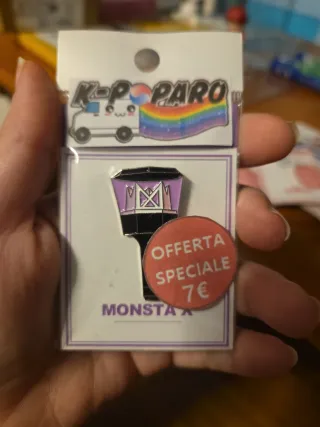 K-POPARO
OFFERTA
SPECIALE
7€
MONSTA X